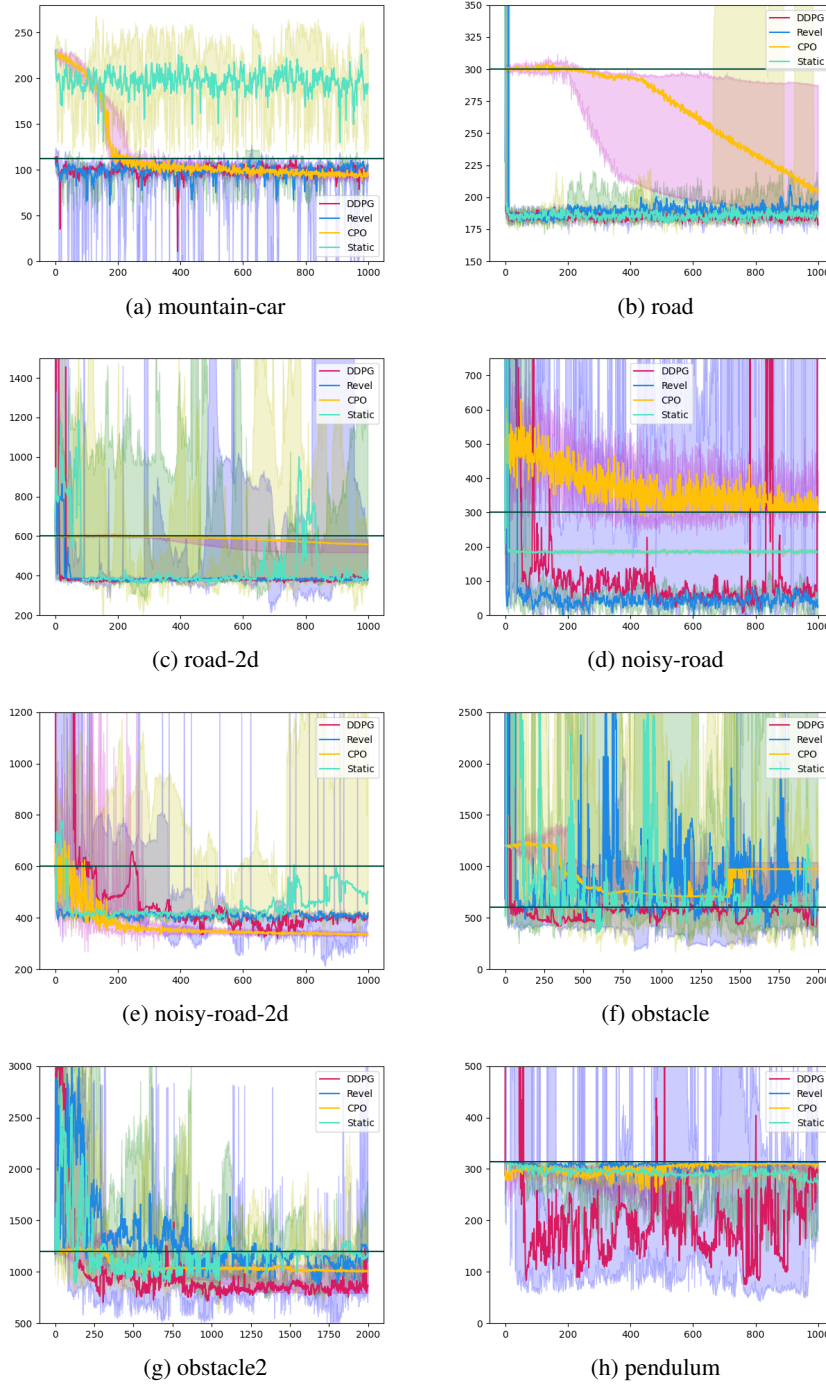 250
200
150
100
50
0
0 200 400 600 800 1000
DDPG
Revel
CPO
Static
(a) mountain-car
350
325
300
275
250
225
200
175
150
0 200 400 600 800 1000
DDPG
Revel
CPO
Static
(b) road
1400
1200
1000
800
600
400
200
0 200 400 600 800 1000
DDPG
Revel
CPO
Static
(c) road-2d
700
600
500
400
300
200
100
0
0 200 400 600 800 1000
DDPG
Revel
CPO
Static
(d) noisy-road
1200
1000
800
600
400
200
0 200 400 600 800 1000
DDPG
Revel
CPO
Static
(e) noisy-road-2d
2500
2000
1500
1000
500
0
0 250 500 750 1000 1250 1500 1750 2000
DDPG
Revel
CPO
Static
(f) obstacle
3000
2500
2000
1500
1000
500
0 250 500 750 1000 1250 1500 1750 2000
DDPG
Revel
CPO
Static
(g) obstacle2
500
400
300
200
100
0
0 200 400 600 800 1000
DDPG
Revel
CPO
Static
(h) pendulum